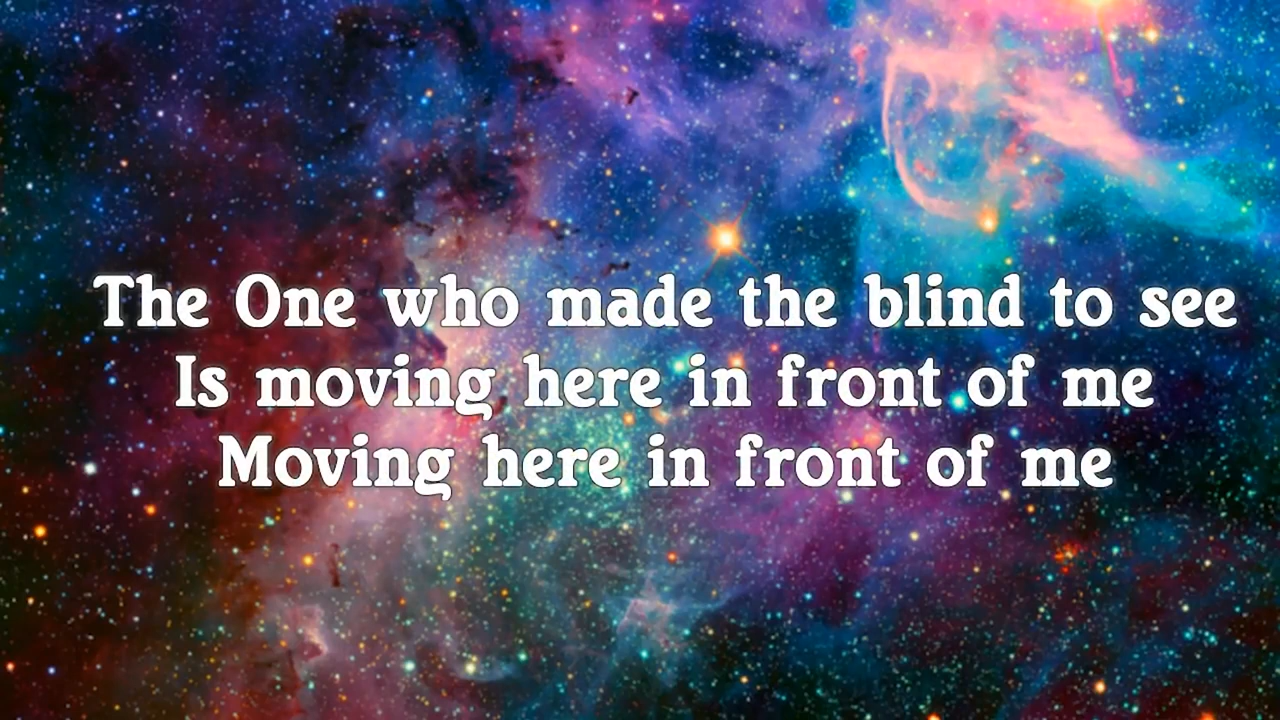 The One who made the blind to see
Is moving here in front of me
Moving here in front of me